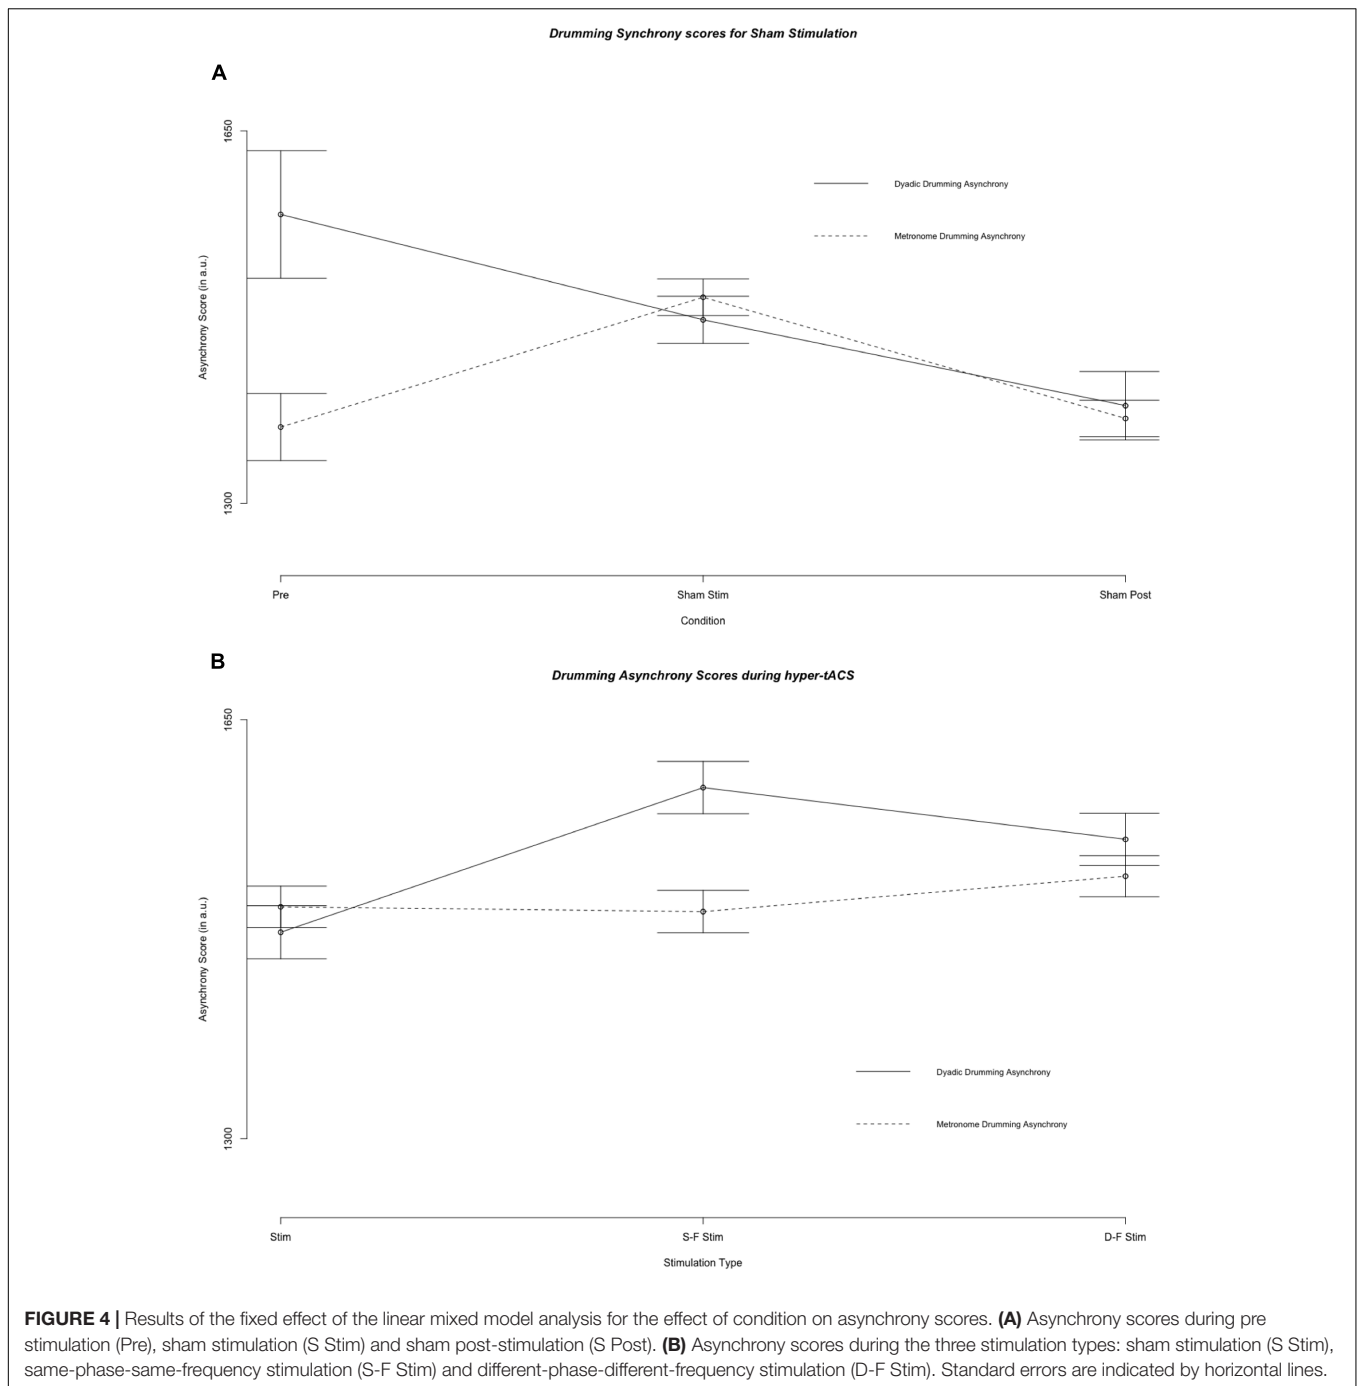 Drumming Synchrony scores for Sham Stimulation
A
1650
Dyadic Drumming Asynchrony
Metronome Drumming Asynchrony
Asynchrony Score (in a.u.)
1300
Pre
Sham Stim
Sham Post
Condition
B
Drumming Asynchrony Scores during hyper-tACS
1650
Asynchrony Score (in a.u.)
Dyadic Drumming Asynchrony
Metronome Drumming Asynchrony
1300
Stim
S-F Stim
D-F Stim
Stimulation Type
FIGURE 4 | Results of the fixed effect of the linear mixed model analysis for the effect of condition on asynchrony scores. (A) Asynchrony scores during pre
stimulation (Pre), sham stimulation (S Stim) and sham post-stimulation (S Post). (B) Asynchrony scores during the three stimulation types: sham stimulation (S Stim),
same-phase-same-frequency stimulation (S-F Stim) and different-phase-different-frequency stimulation (D-F Stim). Standard errors are indicated by horizontal lines.